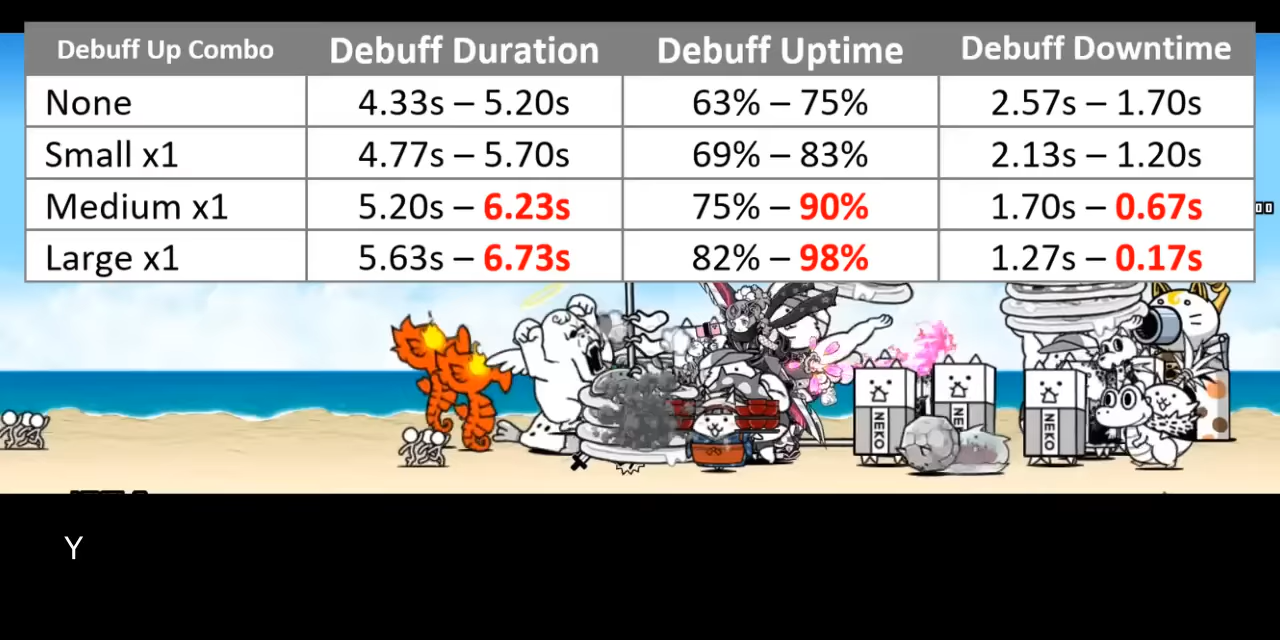 Debuff Up Combo Debuff Duration Debuff Uptime Debuff Downtime
None 4.33s – 5.20s 63% – 75% 2.57s – 1.70s
Small x1 4.77s – 5.70s 69% – 83% 2.13s – 1.20s
Medium x1 5.20s – 6.23s 75% – 90% 1.70s – 0.67s
Large x1 5.63s – 6.73s 82% – 98% 1.27s – 0.17s
NEKO NEKO NEKO
Y